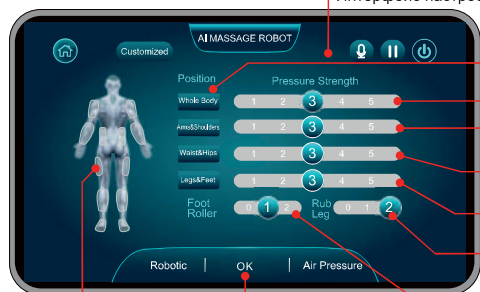 Интерфейс настро
AI MASSAGE ROBOT
Customized
Position
Pressure Strength
Whole Body
1 2 3 4 5
Arms&Shoulders
1 2 3 4 5
Waist&Hips
1 2 3 4 5
Legs&Feet
1 2 3 4 5
Foot Roller
0 1 2
Rub Leg
0 1 2
Robotic
OK
Air Pressure